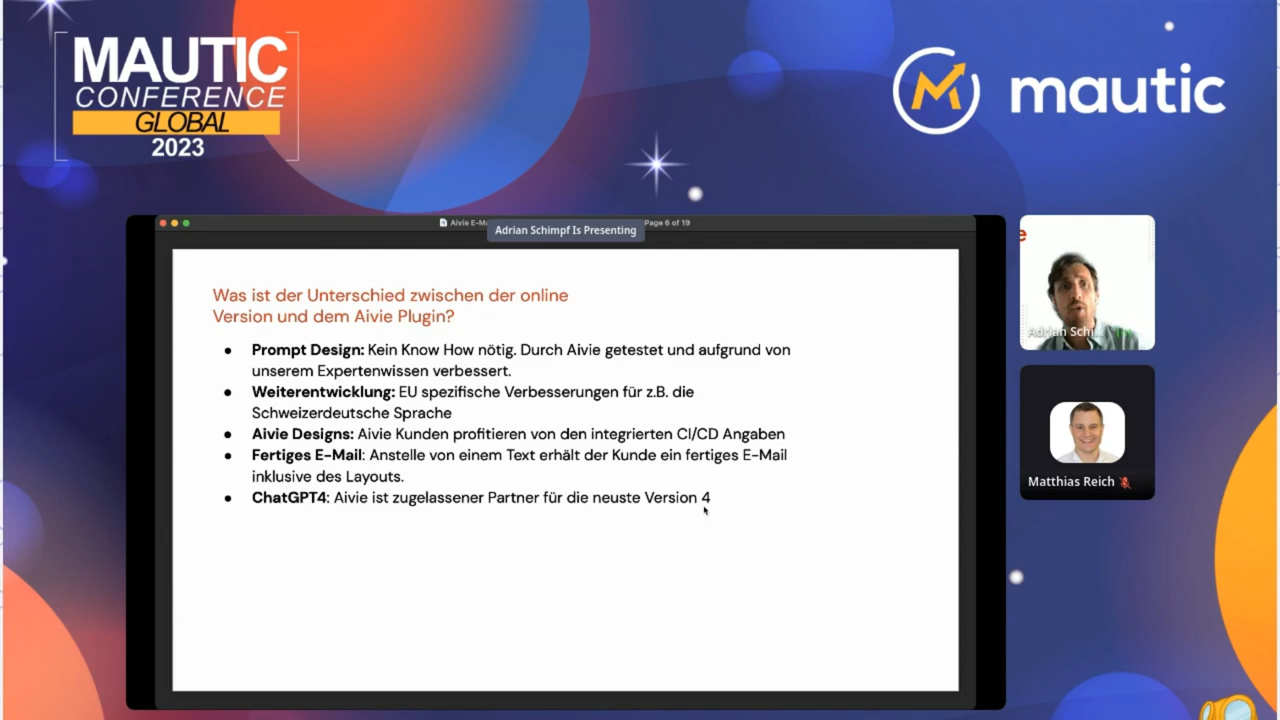 MAUTIC
CONFERENCE
GLOBAL
2023
mautic
Aivie E-M
Page 6 of 19
Adrian Schimpf Is Presenting
Was ist der Unterschied zwischen der online
Version und dem Aivie Plugin?
● Prompt Design: Kein Know How nötig. Durch Aivie getestet und aufgrund von
unserem Expertenwissen verbessert.
● Weiterentwicklung: EU spezifische Verbesserungen für z.B. die
Schweizerdeutsche Sprache
● Aivie Designs: Aivie Kunden profitieren von den integrierten CI/CD Angaben
● Fertiges E-Mail: Anstelle von einem Text erhält der Kunde ein fertiges E-Mail
inklusive des Layouts.
● ChatGPT4: Aivie ist zugelassener Partner für die neuste Version 4
e
Adrian Schi...
Matthias Reich